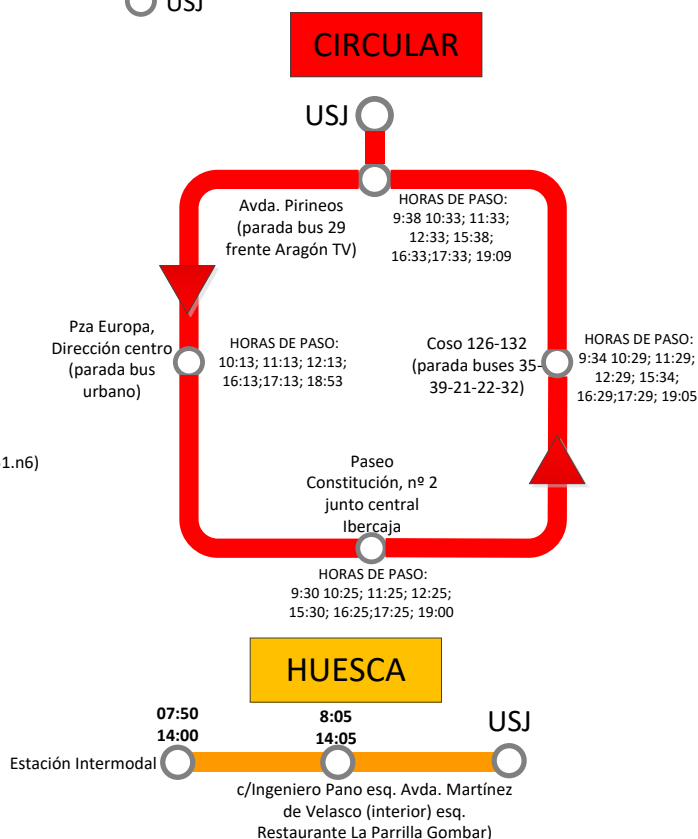 USJ
CIRCULAR
USJ
Avda. Pirineos
(parada bus 29
frente Aragón TV)
HORAS DE PASO:
9:38 10:33; 11:33;
12:33; 15:38;
16:33;17:33; 19:09
Pza Europa,
Dirección centro
(parada bus
urbano)
HORAS DE PASO:
10:13; 11:13; 12:13;
16:13;17:13; 18:53
Coso 126-132
(parada buses 35-
39-21-22-32)
HORAS DE PASO:
9:34 10:29; 11:29;
12:29; 15:34;
16:29;17:29; 19:05
1.n6)
Paseo
Constitución, nº 2
junto central
Ibercaja
HORAS DE PASO:
9:30 10:25; 11:25; 12:25;
15:30; 16:25;17:25; 19:00
HUESCA
07:50
14:00
8:05
14:05
USJ
Estación Intermodal
c/Ingeniero Pano esq. Avda. Martínez
de Velasco (interior) esq.
Restaurante La Parrilla Gombar)